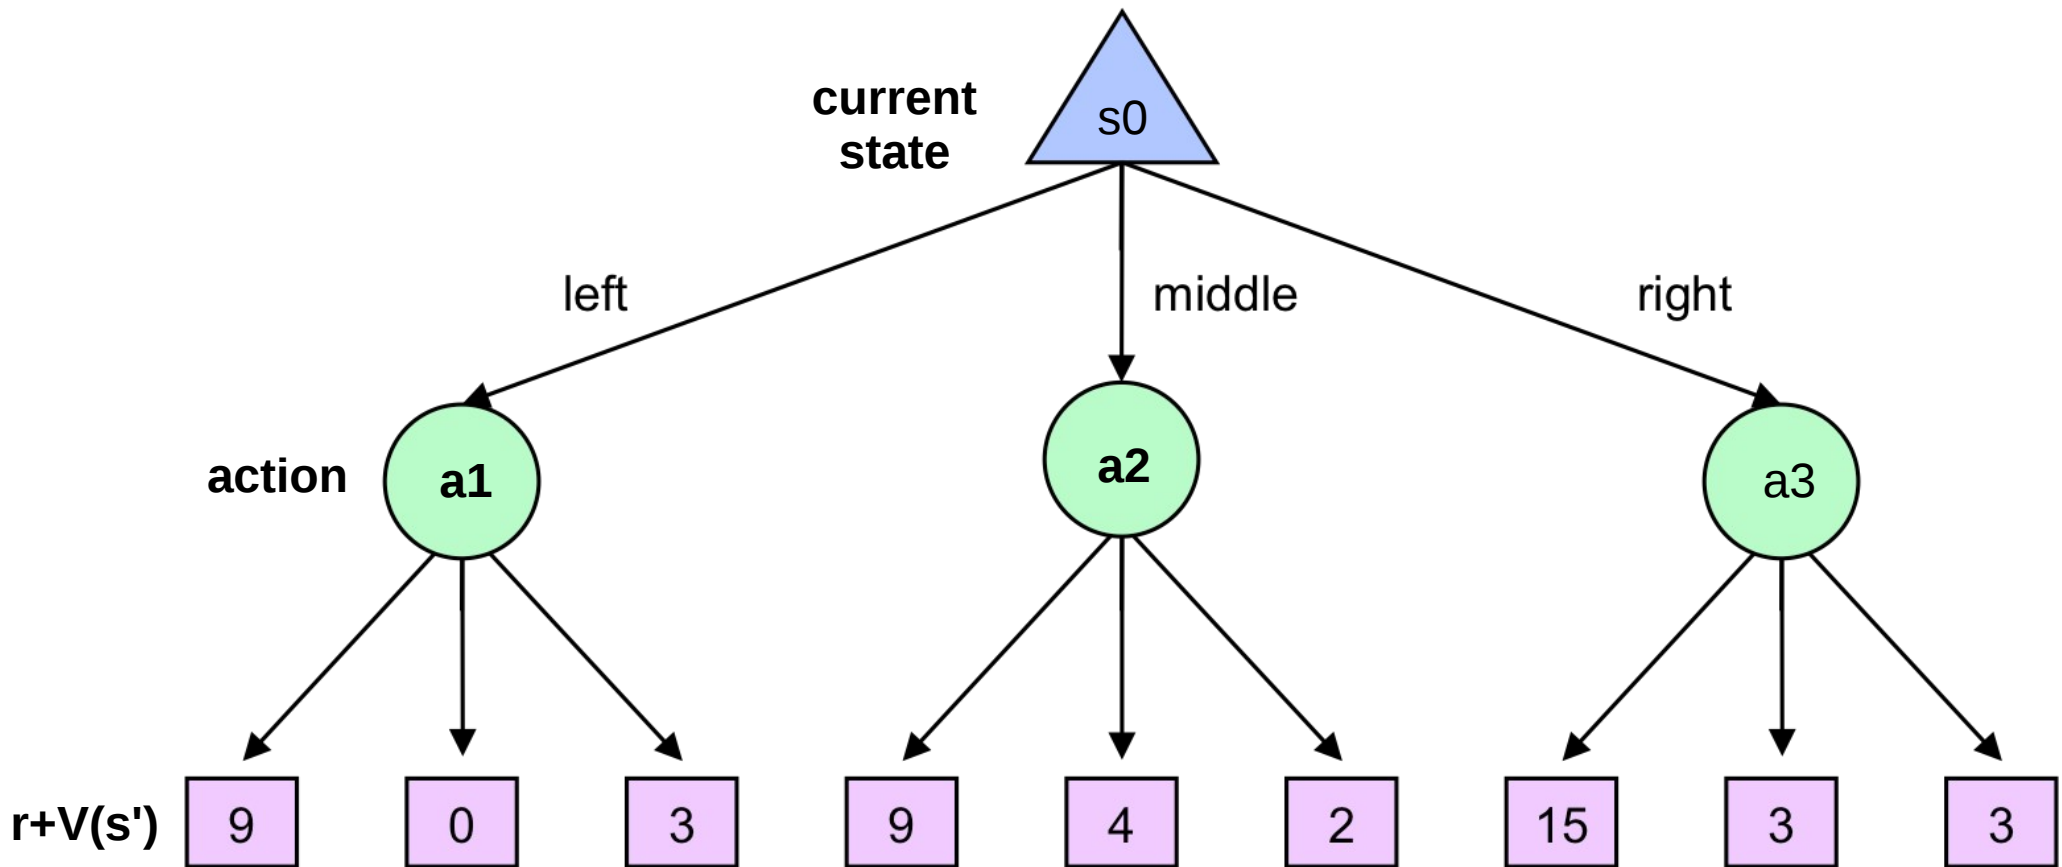 current
state
s0
left
middle
right
action
a1
a2
a3
r+V(s')
9
0
3
9
4
2
15
3
3